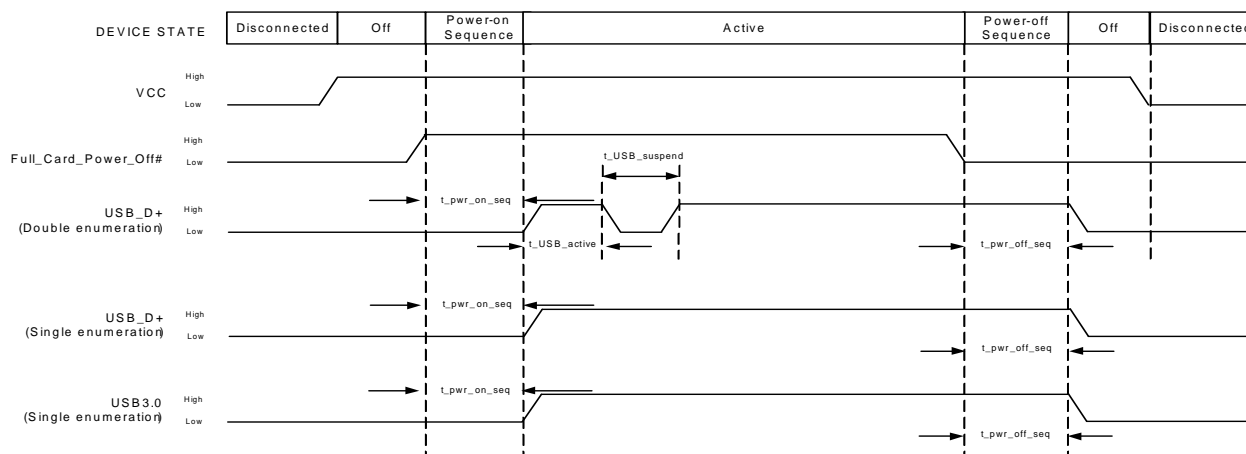 DEVICE STATE
Disconnected
Off
Power-on
Sequence
Active
Power-off
Sequence
Off
Disconnected
VCC
High
Low
Full_Card_Power_Off#
High
Low
t_USB_suspend
USB_D+
(Double enumeration)
High
Low
t_pwr_on_seq
t_USB_active
t_pwr_off_seq
USB_D+
(Single enumeration)
High
Low
t_pwr_on_seq
t_pwr_off_seq
USB3.0
(Single enumeration)
High
Low
t_pwr_on_seq
t_pwr_off_seq